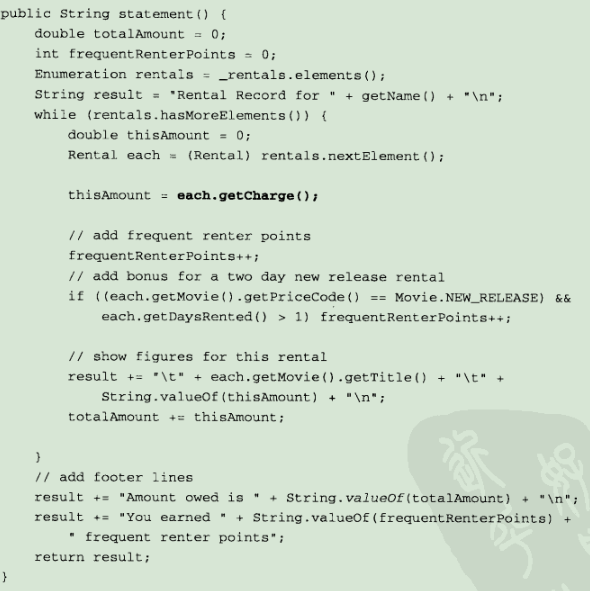 public String statement() {
    double totalAmount = 0;
    int frequentRenterPoints = 0;
    Enumeration rentals = _rentals.elements();
    String result = "Rental Record for " + getName() + "\n";
    while (rentals.hasMoreElements()) {
        double thisAmount = 0;
        Rental each = (Rental) rentals.nextElement();

        thisAmount = each.getCharge();

        // add frequent renter points
        frequentRenterPoints++;
        // add bonus for a two day new release rental
        if ((each.getMovie().getPriceCode() == Movie.NEW_RELEASE) &&
            each.getDaysRented() > 1) frequentRenterPoints++;

        // show figures for this rental
        result += "\t" + each.getMovie().getTitle() + "\t" +
            String.valueOf(thisAmount) + "\n";
        totalAmount += thisAmount;

    }
    // add footer lines
    result += "Amount owed is " + String.valueOf(totalAmount) + "\n";
    result += "You earned " + String.valueOf(frequentRenterPoints) +
        " frequent renter points";
    return result;
}